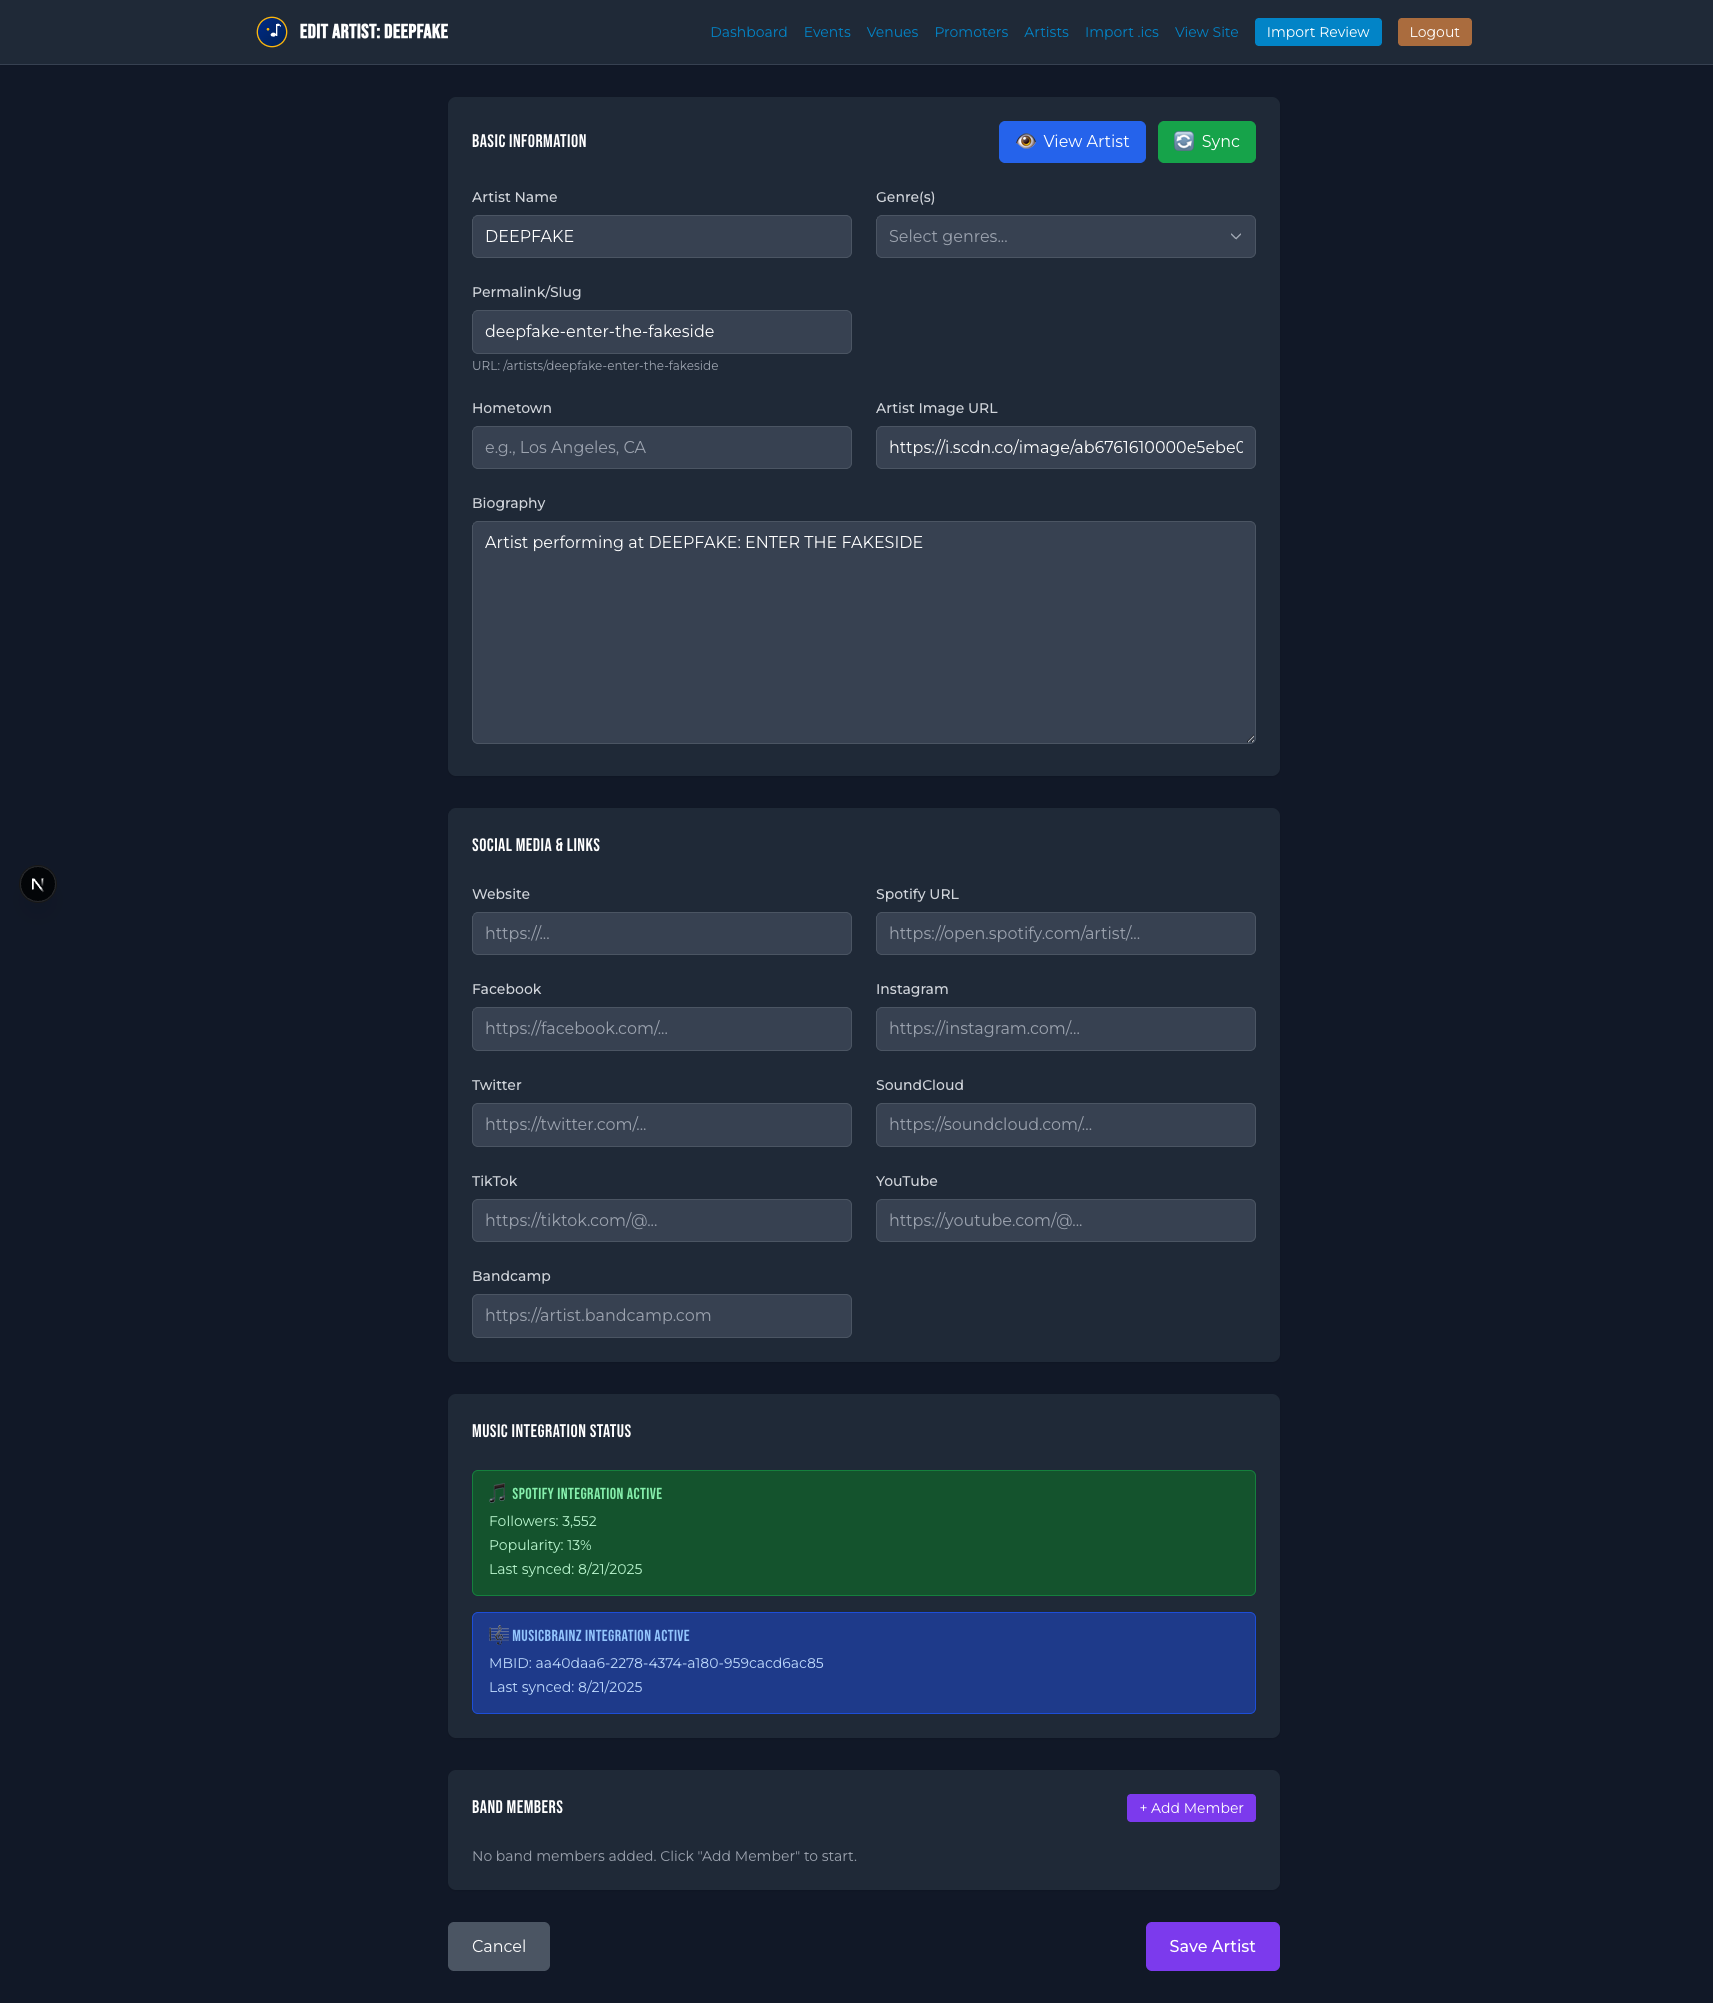 EDIT ARTIST: DEEPFAKE
Dashboard Events Venues Promoters Artists Import .ics View Site Import Review Logout
BASIC INFORMATION
View Artist Sync
Artist Name Genre(s)
DEEPFAKE Select genres...
Permalink/Slug
deepfake-enter-the-fakeside
URL: /artists/deepfake-enter-the-fakeside
Hometown Artist Image URL
e.g., Los Angeles, CA https://i.scdn.co/image/ab6761610000e5ebe0
Biography
Artist performing at DEEPFAKE: ENTER THE FAKESIDE
SOCIAL MEDIA & LINKS
Website Spotify URL
https://... https://open.spotify.com/artist/...
Facebook Instagram
https://facebook.com/... https://instagram.com/...
Twitter SoundCloud
https://twitter.com/... https://soundcloud.com/...
TikTok YouTube
https://tiktok.com/@... https://youtube.com/@...
Bandcamp
https://artist.bandcamp.com
N
MUSIC INTEGRATION STATUS
SPOTIFY INTEGRATION ACTIVE
Followers: 3,552
Popularity: 13%
Last synced: 8/21/2025
MUSICBRAINZ INTEGRATION ACTIVE
MBID: aa40daa6-2278-4374-a180-959cacd6ac85
Last synced: 8/21/2025
BAND MEMBERS
+ Add Member
No band members added. Click "Add Member" to start.
Cancel Save Artist